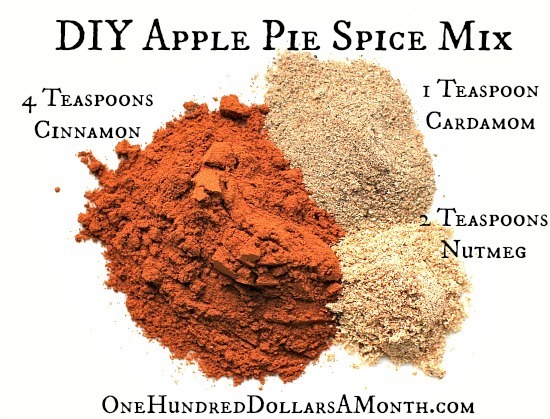 DIY Apple Pie Spice Mix
4 Teaspoons
Cinnamon
1 Teaspoon
Cardamom
2 Teaspoons
Nutmeg
OneHundredDollarsAMonth.com